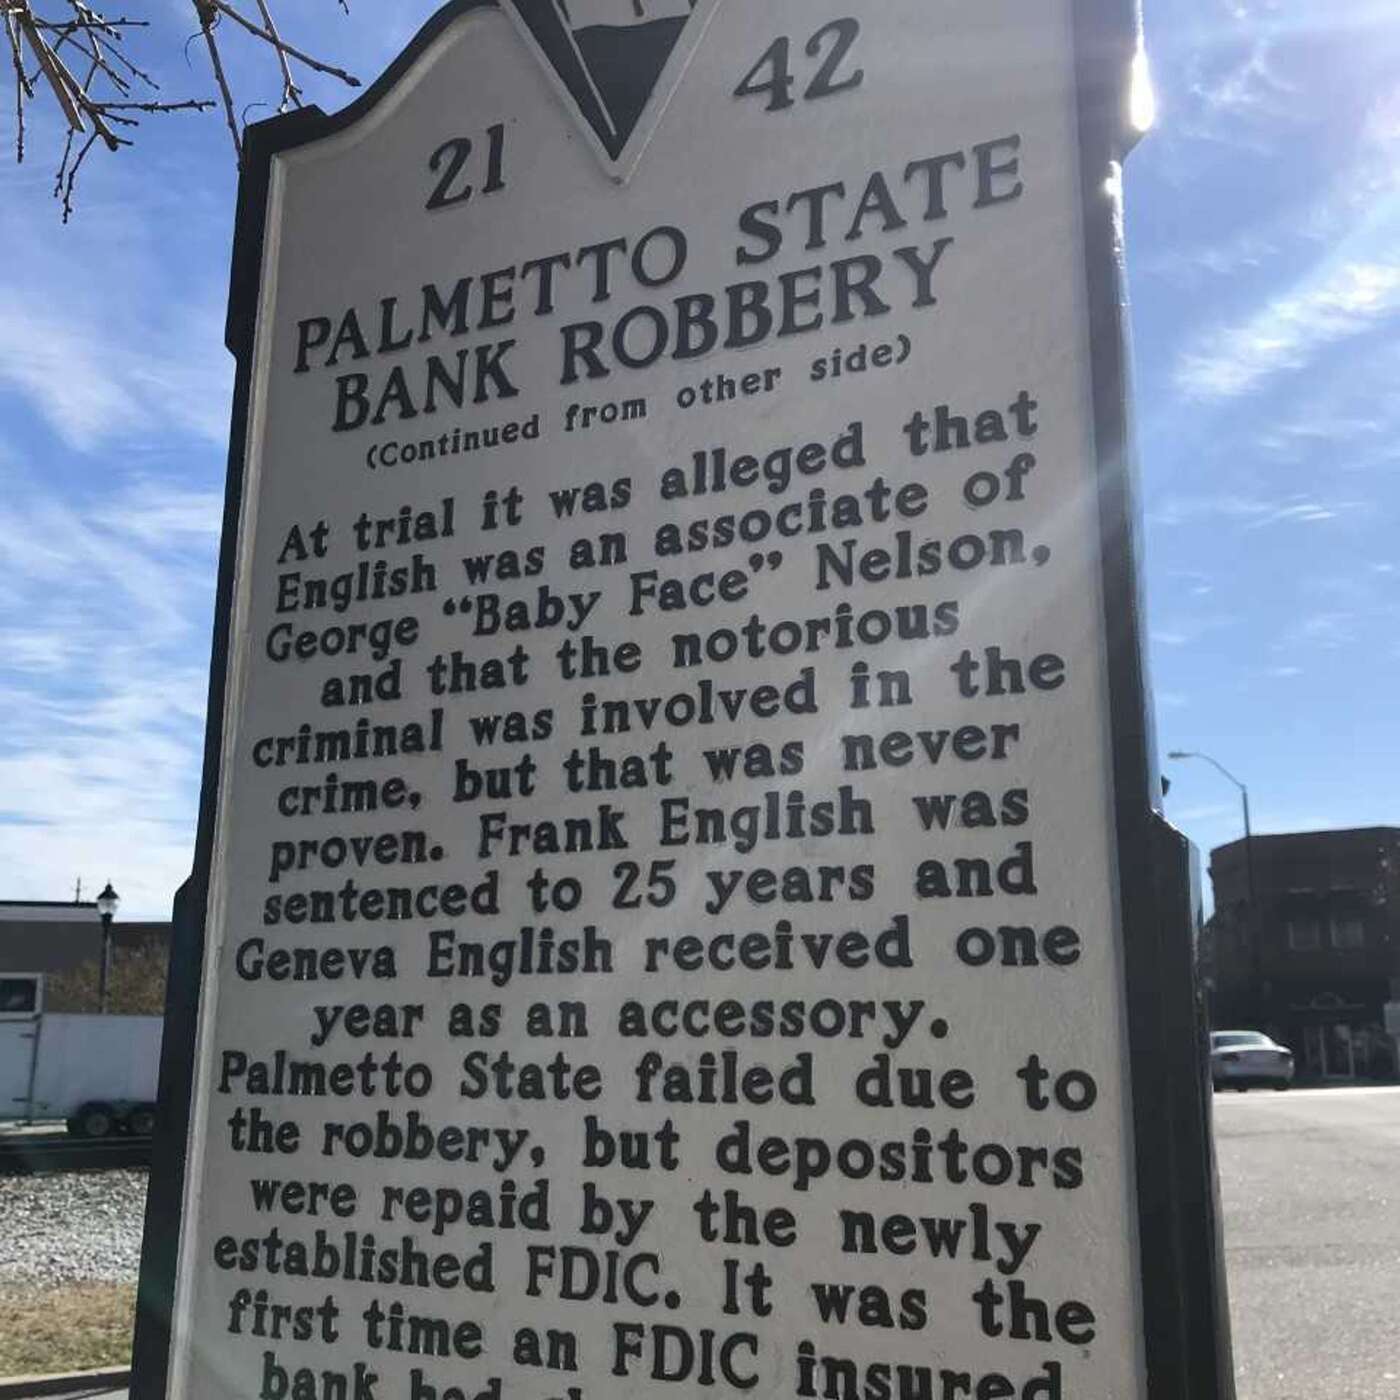 21 42
PALMETTO STATE
BANK ROBBERY
(Continued from other side)
At trial it was alleged that
English was an associate of
George “Baby Face” Nelson,
and that the notorious
criminal was involved in the
crime, but that was never
proven. Frank English was
sentenced to 25 years and
Geneva English received one
year as an accessory.
Palmetto State failed due to
the robbery, but depositors
were repaid by the newly
established FDIC. It was the
first time an FDIC insured
bank had